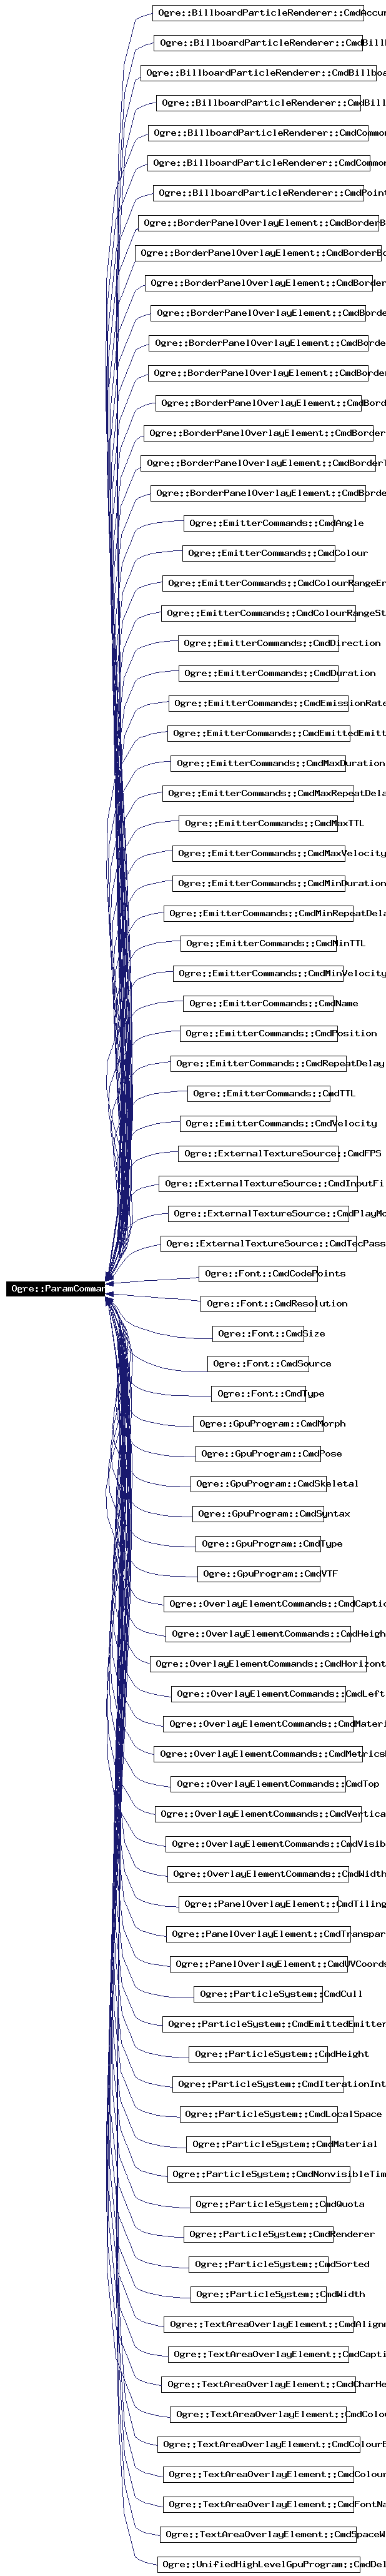 Ogre::BillboardParticleRenderer::CmdAccur
Ogre::BillboardParticleRenderer::CmdBill
Ogre::BillboardParticleRenderer::CmdBillboa
Ogre::BillboardParticleRenderer::CmdBill
Ogre::BillboardParticleRenderer::CmdCommon
Ogre::BillboardParticleRenderer::CmdCommon
Ogre::BillboardParticleRenderer::CmdPoint
Ogre::BorderPanelOverlayElement::CmdBorderB
Ogre::BorderPanelOverlayElement::CmdBorderBo
Ogre::BorderPanelOverlayElement::CmdBorder
Ogre::BorderPanelOverlayElement::CmdBorde
Ogre::BorderPanelOverlayElement::CmdBorde
Ogre::BorderPanelOverlayElement::CmdBorder
Ogre::BorderPanelOverlayElement::CmdBord
Ogre::BorderPanelOverlayElement::CmdBorder
Ogre::BorderPanelOverlayElement::CmdBorderT
Ogre::BorderPanelOverlayElement::CmdBorde
Ogre::EmitterCommands::CmdAngle
Ogre::EmitterCommands::CmdColour
Ogre::EmitterCommands::CmdColourRangeEn
Ogre::EmitterCommands::CmdColourRangeSt
Ogre::EmitterCommands::CmdDirection
Ogre::EmitterCommands::CmdDuration
Ogre::EmitterCommands::CmdEmissionRate
Ogre::EmitterCommands::CmdEmittedEmitt
Ogre::EmitterCommands::CmdMaxDuration
Ogre::EmitterCommands::CmdMaxRepeatDela
Ogre::EmitterCommands::CmdMaxTTL
Ogre::EmitterCommands::CmdMaxVelocity
Ogre::EmitterCommands::CmdMinDuration
Ogre::EmitterCommands::CmdMinRepeatDela
Ogre::EmitterCommands::CmdMinTTL
Ogre::EmitterCommands::CmdMinVelocity
Ogre::EmitterCommands::CmdName
Ogre::EmitterCommands::CmdPosition
Ogre::EmitterCommands::CmdRepeatDelay
Ogre::EmitterCommands::CmdTTL
Ogre::EmitterCommands::CmdVelocity
Ogre::ExternalTextureSource::CmdFPS
Ogre::ExternalTextureSource::CmdInputFi
Ogre::ExternalTextureSource::CmdPlayMo
Ogre::ExternalTextureSource::CmdTecPass
Ogre::Font::CmdCodePoints
Ogre::ParamComman
Ogre::Font::CmdResolution
Ogre::Font::CmdSize
Ogre::Font::CmdSource
Ogre::Font::CmdType
Ogre::GpuProgram::CmdMorph
Ogre::GpuProgram::CmdPose
Ogre::GpuProgram::CmdSkeletal
Ogre::GpuProgram::CmdSyntax
Ogre::GpuProgram::CmdType
Ogre::GpuProgram::CmdVTF
Ogre::OverlayElementCommands::CmdCaptio
Ogre::OverlayElementCommands::CmdHeigh
Ogre::OverlayElementCommands::CmdHorizont
Ogre::OverlayElementCommands::CmdLeft
Ogre::OverlayElementCommands::CmdMateri
Ogre::OverlayElementCommands::CmdMetrics
Ogre::OverlayElementCommands::CmdTop
Ogre::OverlayElementCommands::CmdVertica
Ogre::OverlayElementCommands::CmdVisib
Ogre::OverlayElementCommands::CmdWidth
Ogre::PanelOverlayElement::CmdTiling
Ogre::PanelOverlayElement::CmdTranspar
Ogre::PanelOverlayElement::CmdUVCoords
Ogre::ParticleSystem::CmdCull
Ogre::ParticleSystem::CmdEmittedEmitter
Ogre::ParticleSystem::CmdHeight
Ogre::ParticleSystem::CmdIterationInt
Ogre::ParticleSystem::CmdLocalSpace
Ogre::ParticleSystem::CmdMaterial
Ogre::ParticleSystem::CmdNonvisibleTim
Ogre::ParticleSystem::CmdQuota
Ogre::ParticleSystem::CmdRenderer
Ogre::ParticleSystem::CmdSorted
Ogre::ParticleSystem::CmdWidth
Ogre::TextAreaOverlayElement::CmdAlignm
Ogre::TextAreaOverlayElement::CmdCapti
Ogre::TextAreaOverlayElement::CmdCharHe
Ogre::TextAreaOverlayElement::CmdColou
Ogre::TextAreaOverlayElement::CmdColourB
Ogre::TextAreaOverlayElement::CmdColour
Ogre::TextAreaOverlayElement::CmdFontNa
Ogre::TextAreaOverlayElement::CmdSpaceW
Ogre::UnifiedHighLevelGpuProgram::CmdDel